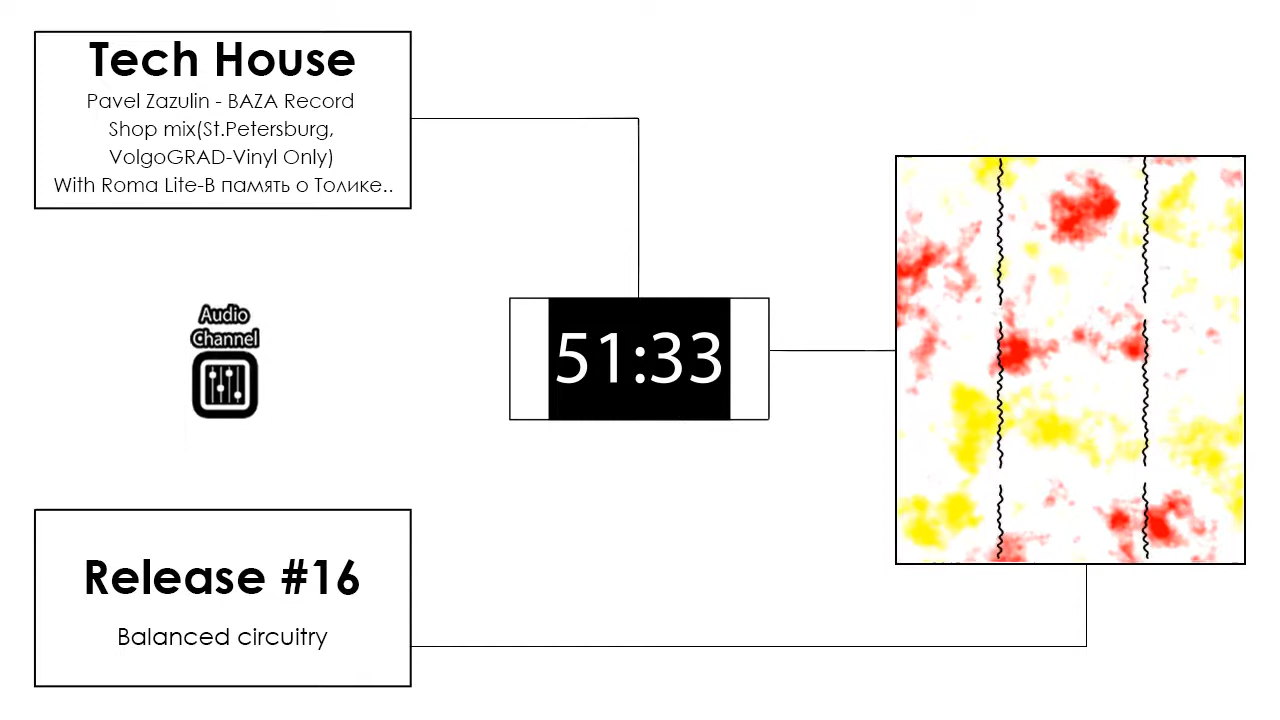 Tech House
Pavel Zazulin - BAZA Record
Shop mix(St.Petersburg,
VolgoGRAD-Vinyl Only)
With Roma Lite-В память о Толике..
Audio
Channel
51:33
Release #16
Balanced circuitry